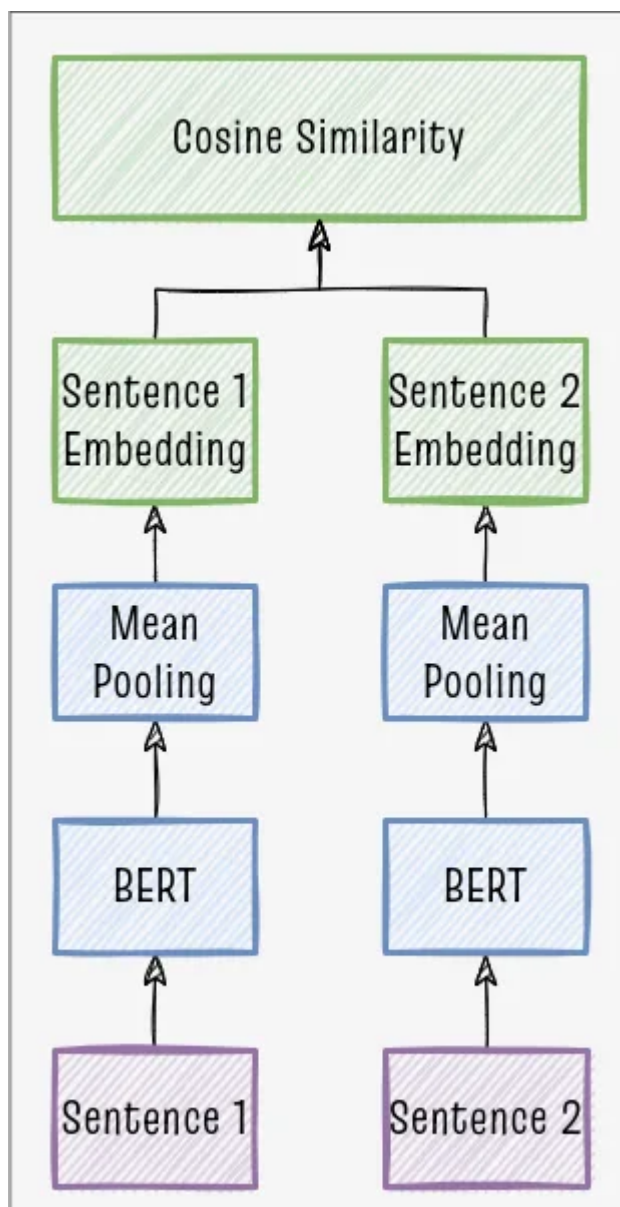 Cosine Similarity
Sentence 1
Embedding
Sentence 2
Embedding
Mean
Pooling
Mean
Pooling
BERT
BERT
Sentence 1
Sentence 2